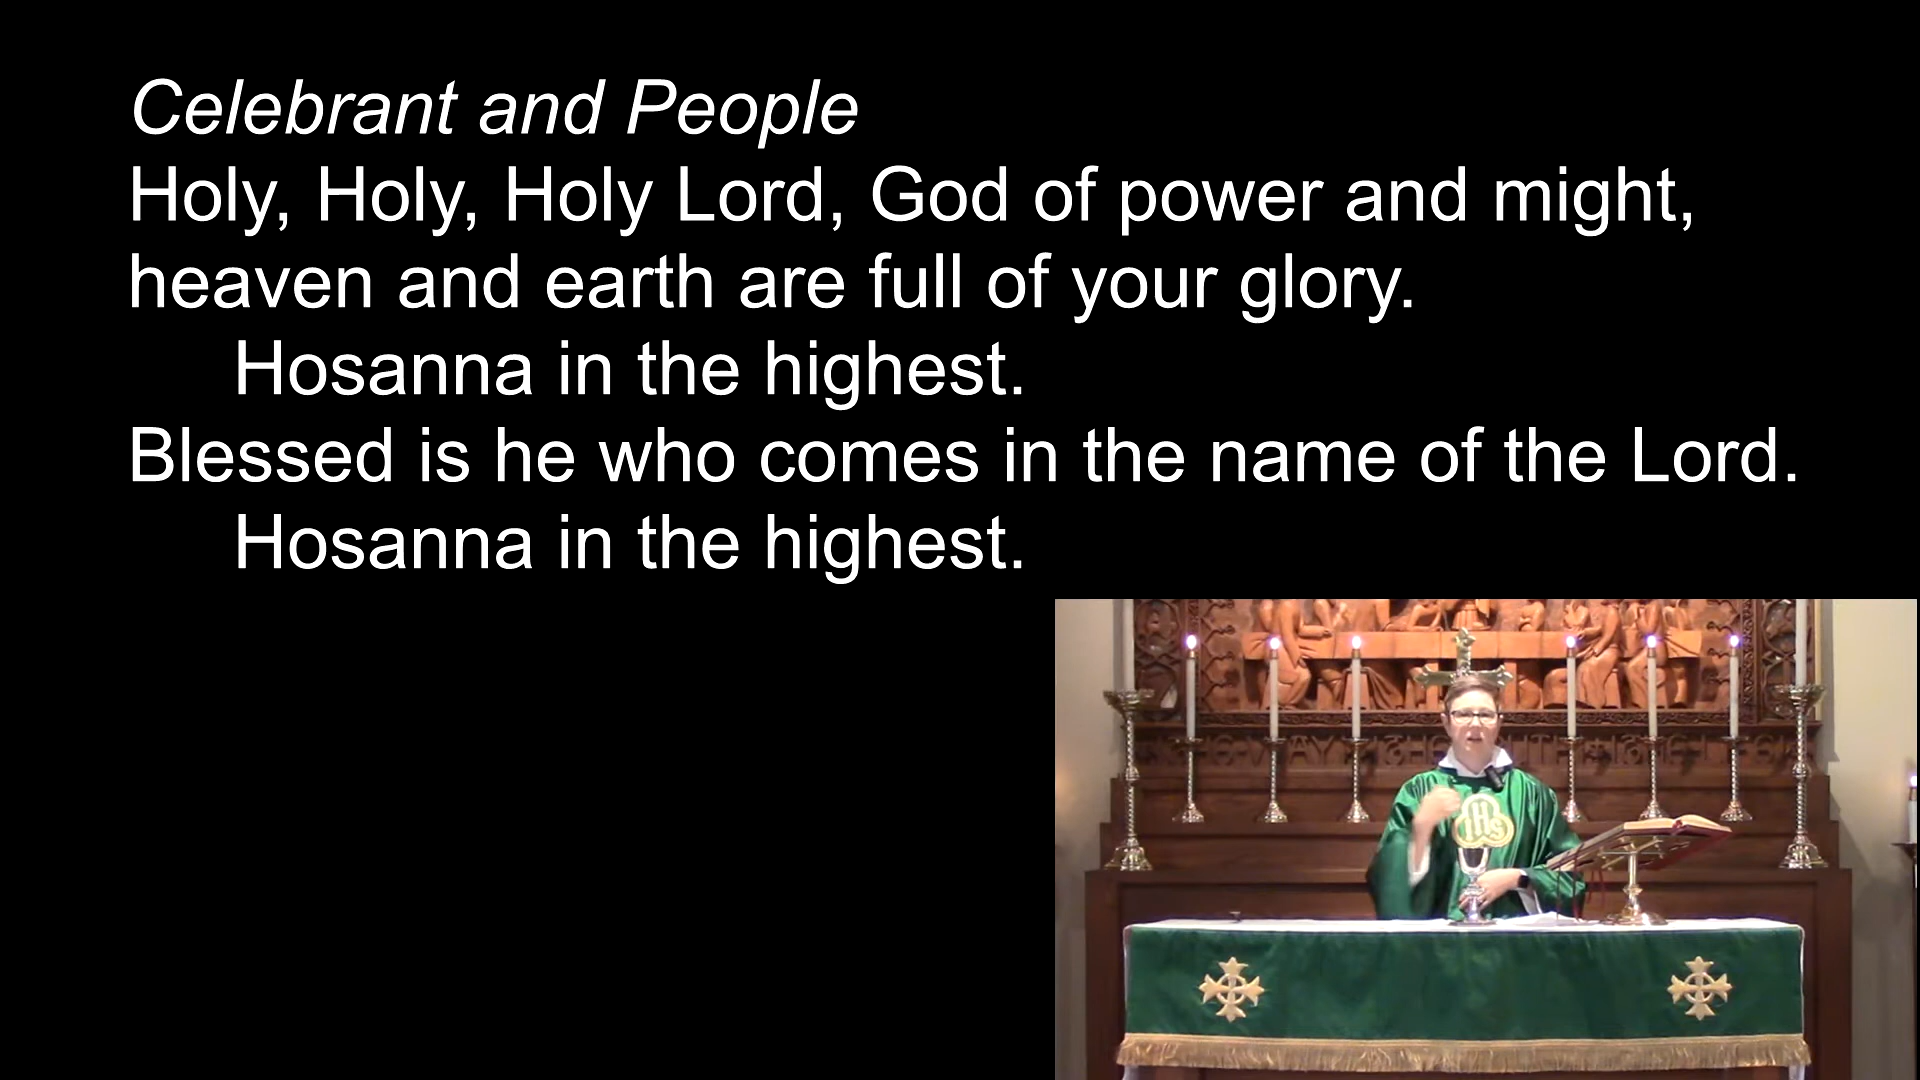 Celebrant and People
Holy, Holy, Holy Lord, God of power and might,
heaven and earth are full of your glory.
Hosanna in the highest.
Blessed is he who comes in the name of the Lord.
Hosanna in the highest.
IHS